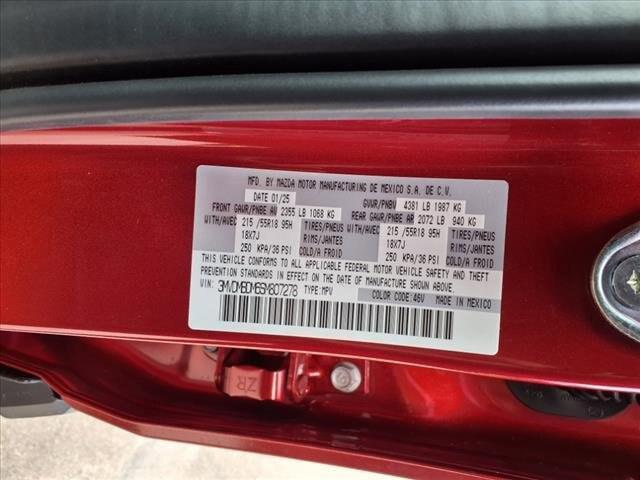 MFD. BY MAZDA MOTOR MANUFACTURING DE MEXICO S.A. DE C.V.
DATE 01/25 GVWR/PNBV 4381 LB 1987 KG
FRONT GAWR/PNBE AV 2355 LB 1068 KG REAR GAWR/PNBE AR 2072 LB 940 KG
WITH/AVEC 215 /55R18 95H TIRES/PNEUS WITH/AVEC 215 /55R18 95H TIRES/PNEUS
18X7J RIMS/JANTES 18X7J RIMS/JANTES
250 KPA/36 PSI COLD/A FROID 250 KPA/36 PSI COLD/A FROID
THIS VEHICLE CONFORMS TO ALL APPLICABLE FEDERAL MOTOR VEHICLE SAFETY AND THEFT
PREVENTION STANDARDS IN EFFECT ON THE DATE OF MANUFACTURE SHOWN ABOVE.
VIN: TYPE:MPV
COLOR CODE:46V MADE IN MEXICO
ZR